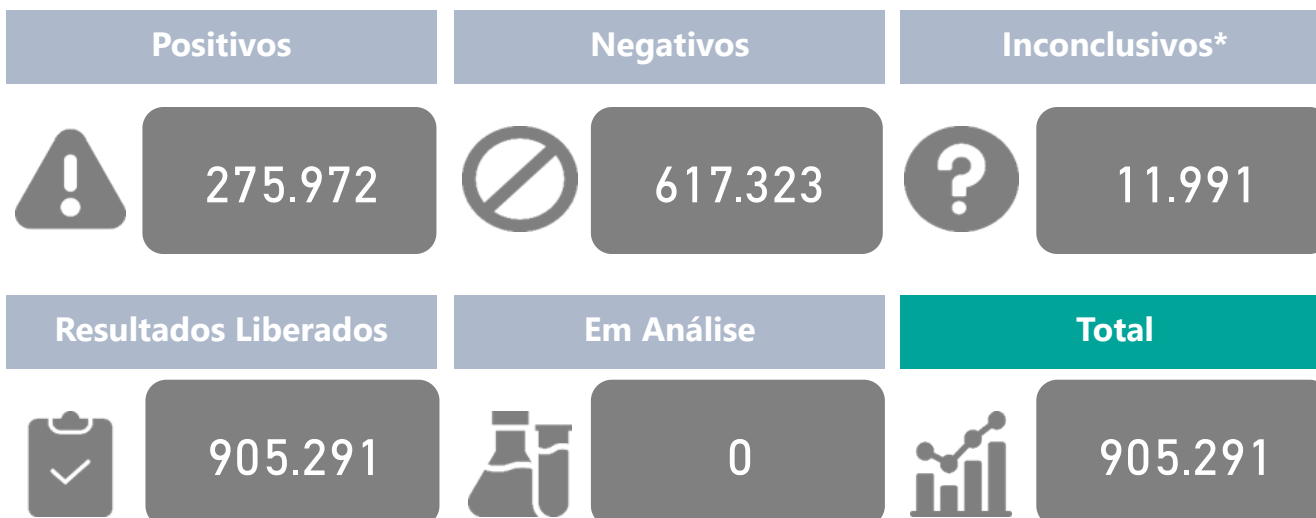 Positivos
Negativos
Inconclusivos*
275.972
617.323
11.991
Resultados Liberados
Em Análise
Total
905.291
0
905.291